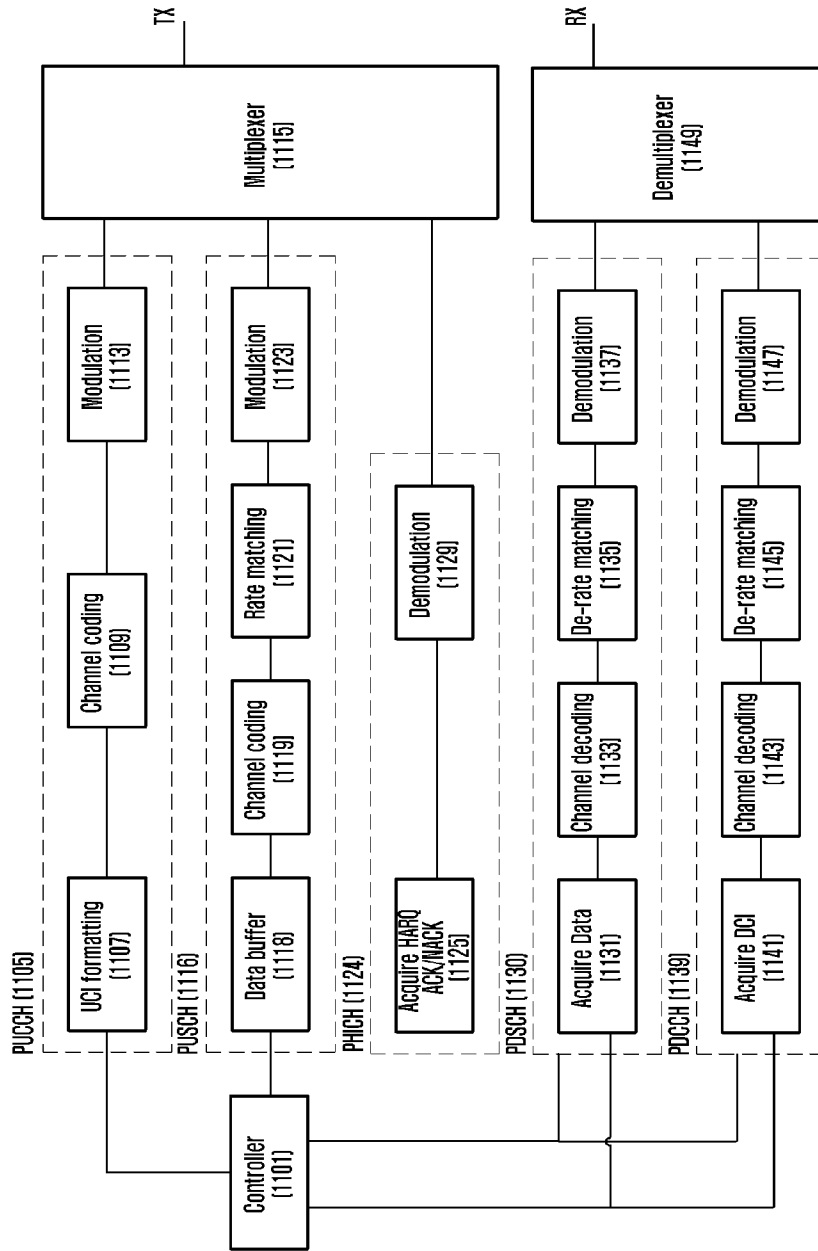 PUCCH (1105)
UCI formatting
(1107)
Channel coding
(1109)
Modulation
(1113)
Controller
(1101)
PUSCH (1116)
Data buffer
(1118)
Channel coding
(1119)
Rate matching
(1121)
Modulation
(1123)
Multiplexer
(1115)
TX
PHICH (1124)
Acquire HARQ
ACK/NACK
(1125)
Demodulation
(1129)
PDSCH (1130)
Acquire Data
(1131)
Channel decoding
(1133)
De-rate matching
(1135)
Demodulation
(1137)
Demultiplexer
(1149)
RX
PDCCH (1139)
Acquire DCI
(1141)
Channel decoding
(1143)
De-rate matching
(1145)
Demodulation
(1147)